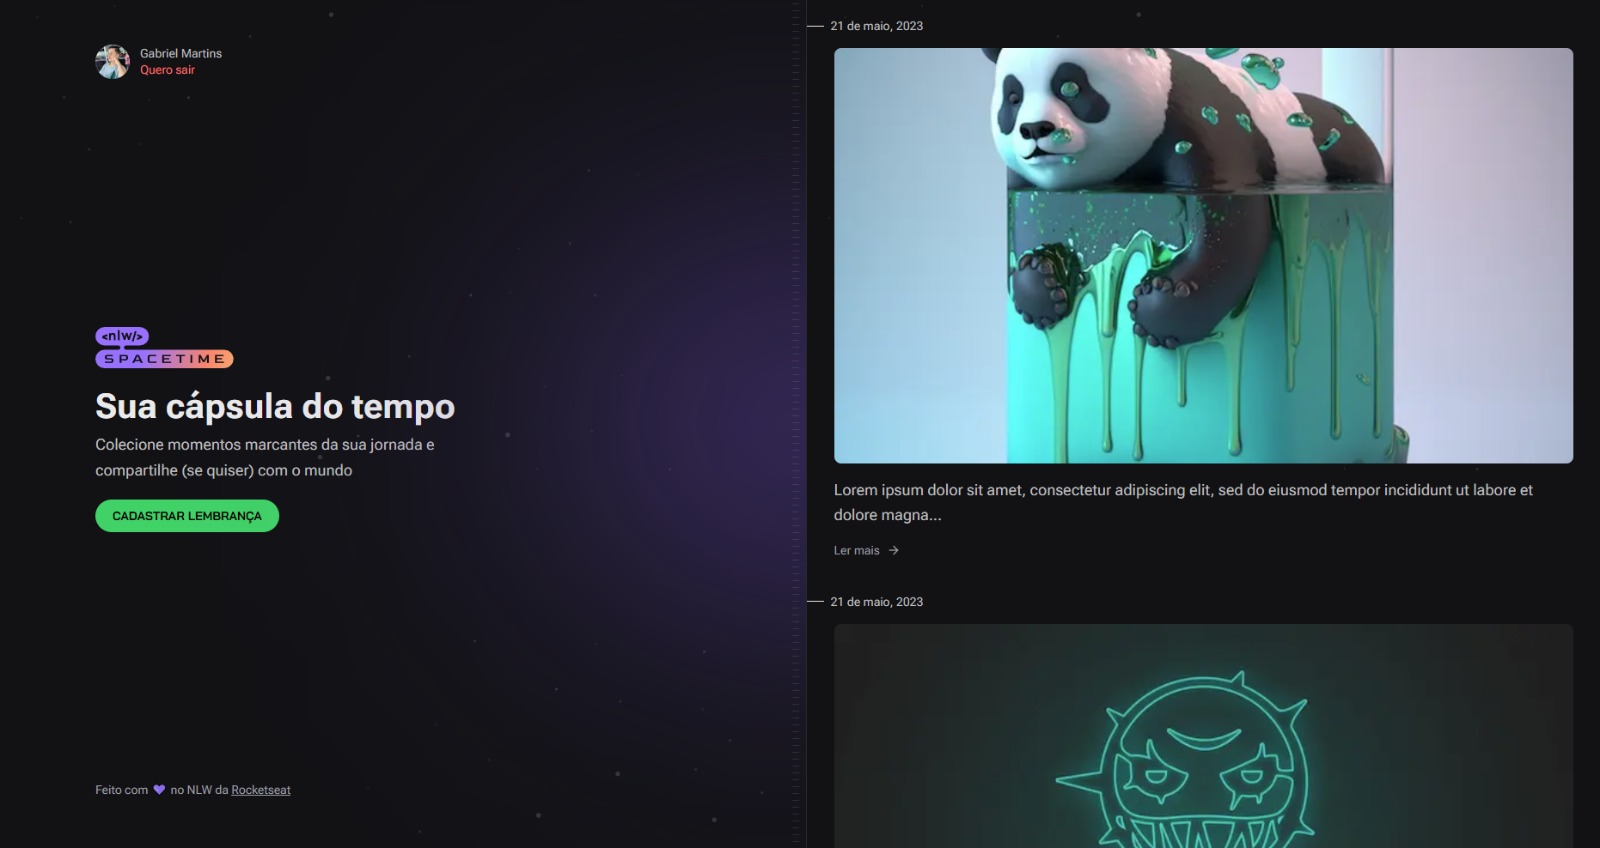 Gabriel Martins
Quero sair
<nlw/>
SPACETIME
Sua cápsula do tempo
Colecione momentos marcantes da sua jornada e
compartilhe (se quiser) com o mundo
CADASTRAR LEMBRANÇA
Feito com 💜 no NLW da Rocketseat
21 de maio, 2023
Lorem ipsum dolor sit amet, consectetur adipiscing elit, sed do eiusmod tempor incididunt ut labore et
dolore magna...
Ler mais →
21 de maio, 2023